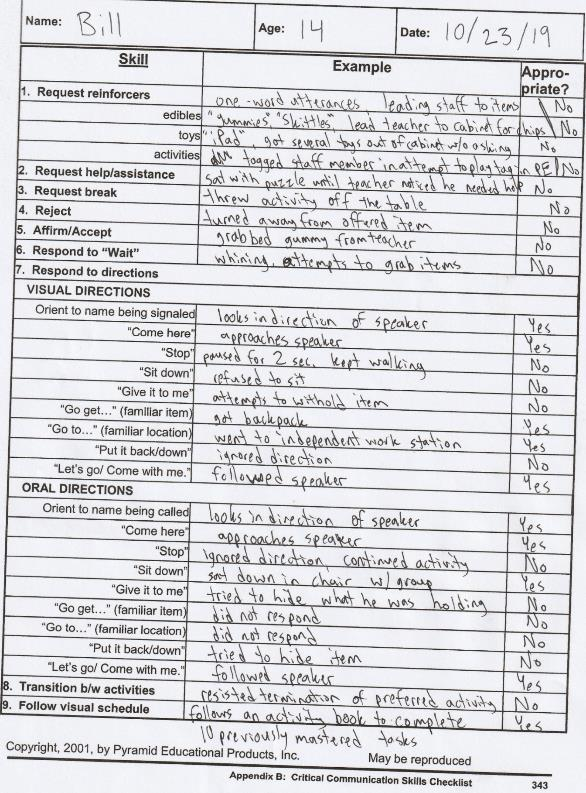 Name: Bill Age: 14 Date: 10/23/19
Skill Example Appro-priate?
1. Request reinforcers one-word utterances, leading staff to items No
edibles "gummies", "Skittles", lead teacher to cabinet for chips No
toys "iPad", got several toys out of cabinet w/o asking No
activities tagged staff member in attempt to play tag in PE No
2. Request help/assistance sat with puzzle until teacher noticed he needed help No
3. Request break threw activity off the table No
4. Reject turned away from offered item No
5. Affirm/Accept grabbed gummy from teacher No
6. Respond to "Wait" whining, attempts to grab items No
7. Respond to directions
VISUAL DIRECTIONS
Orient to name being signaled looks in direction of speaker Yes
"Come here" approaches speaker Yes
"Stop" paused for 2 sec. kept walking No
"Sit down" refused to sit No
"Give it to me" attempts to withold item No
"Go get…" (familiar item) got backpack Yes
"Go to…" (familiar location) went to independent work station Yes
"Put it back/down" ignored direction No
"Let's go/ Come with me." followed speaker Yes
ORAL DIRECTIONS
Orient to name being called looks in direction of speaker Yes
"Come here" approaches speaker Yes
"Stop" ignored direction, continued activity No
"Sit down" sat down in chair w/ group Yes
"Give it to me" tried to hide what he was holding No
"Go get…" (familiar item) did not respond No
"Go to…" (familiar location) did not respond No
"Put it back/down" tried to hide item No
"Let's go/ Come with me." followed speaker Yes
8. Transition b/w activities resisted termination of preferred activity No
9. Follow visual schedule follows an activity book to complete Yes
10 previously mastered tasks
Copyright, 2001, by Pyramid Educational Products, Inc. May be reproduced
Appendix B: Critical Communication Skills Checklist 343